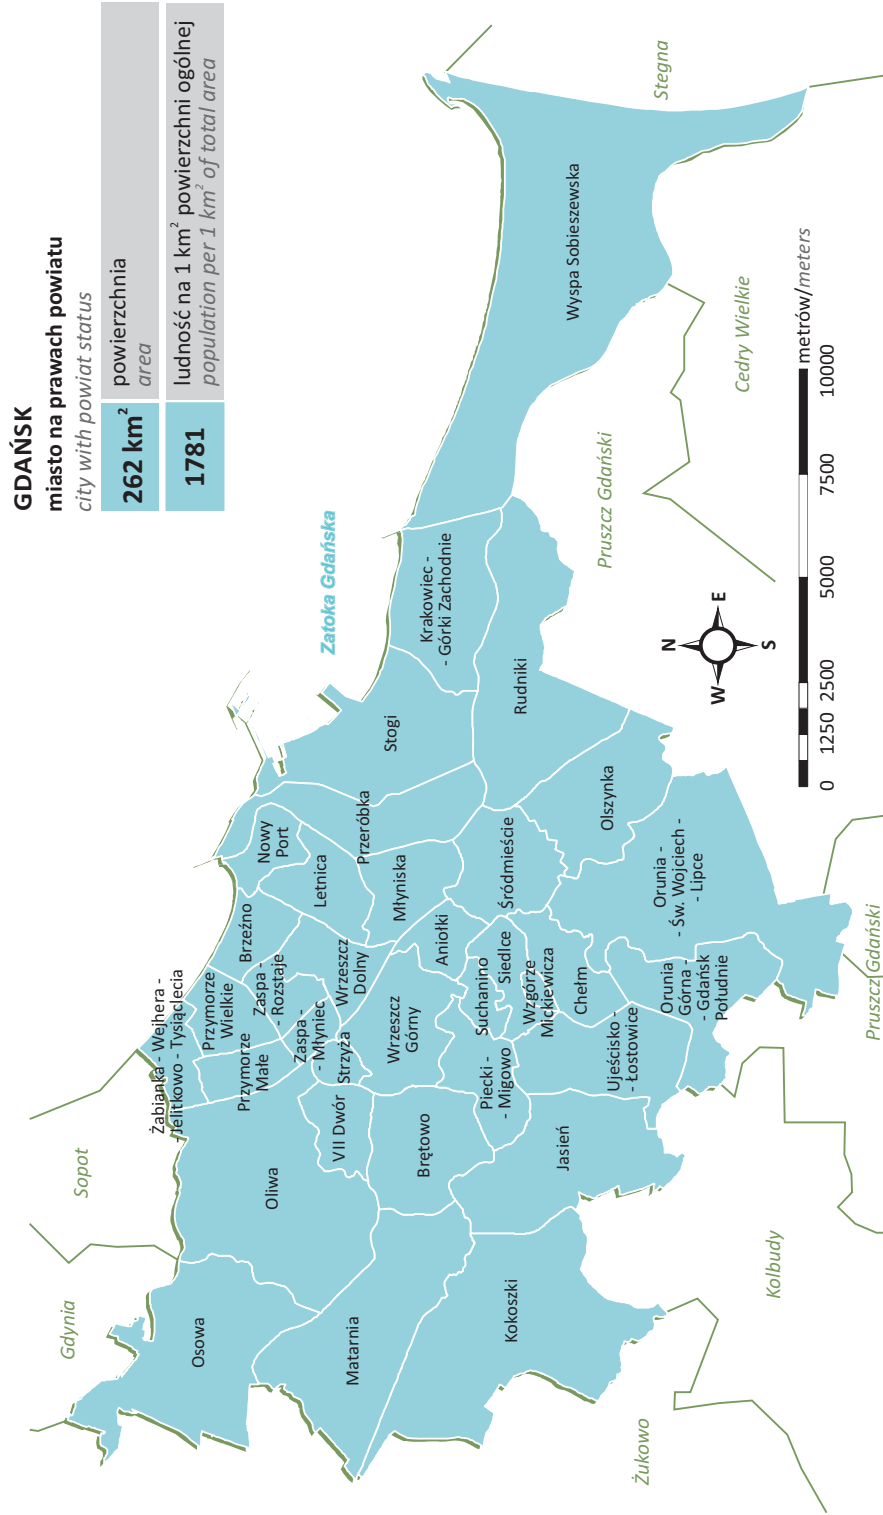 GDAŃSK
miasto na prawach powiatu
city with powiat status
262 km²
powierzchnia
area
1781
ludność na 1 km² powierzchni ogólnej
population per 1 km² of total area
Zatoka Gdańska
Gdynia
Sopot
Stegna
Cedry Wielkie
Pruszcz Gdański
Pruszcz Gdański
Kolbudy
Żukowo
Żabianka - Wejhera -
- Jelitkowo - Tysiąclecia
Przymorze
Wielkie
Przymorze
Małe
Brzeźno
Zaspa -
- Rozstaje
Zaspa -
- Młyniec
Nowy
Port
Letnica
Przeróbka
Stogi
Krakowiec -
- Górki Zachodnie
Wyspa Sobieszewska
Osowa
Oliwa
VII Dwór
Strzyża
Wrzeszcz
Dolny
Wrzeszcz
Górny
Młyniska
Aniołki
Matarnia
Brętowo
Kokoszki
Piecki -
- Migowo
Suchanino
Siedlce
Wzgórze
Mickiewicza
Śródmieście
Rudniki
Jasień
Ujeścisko -
- Łostowice
Chełm
Olszynka
Orunia
Górna -
- Gdańsk
Południe
Orunia -
- Św. Wojciech -
- Lipce
N
W
E
S
0 1250 2500 5000 7500 10000
metrów/meters